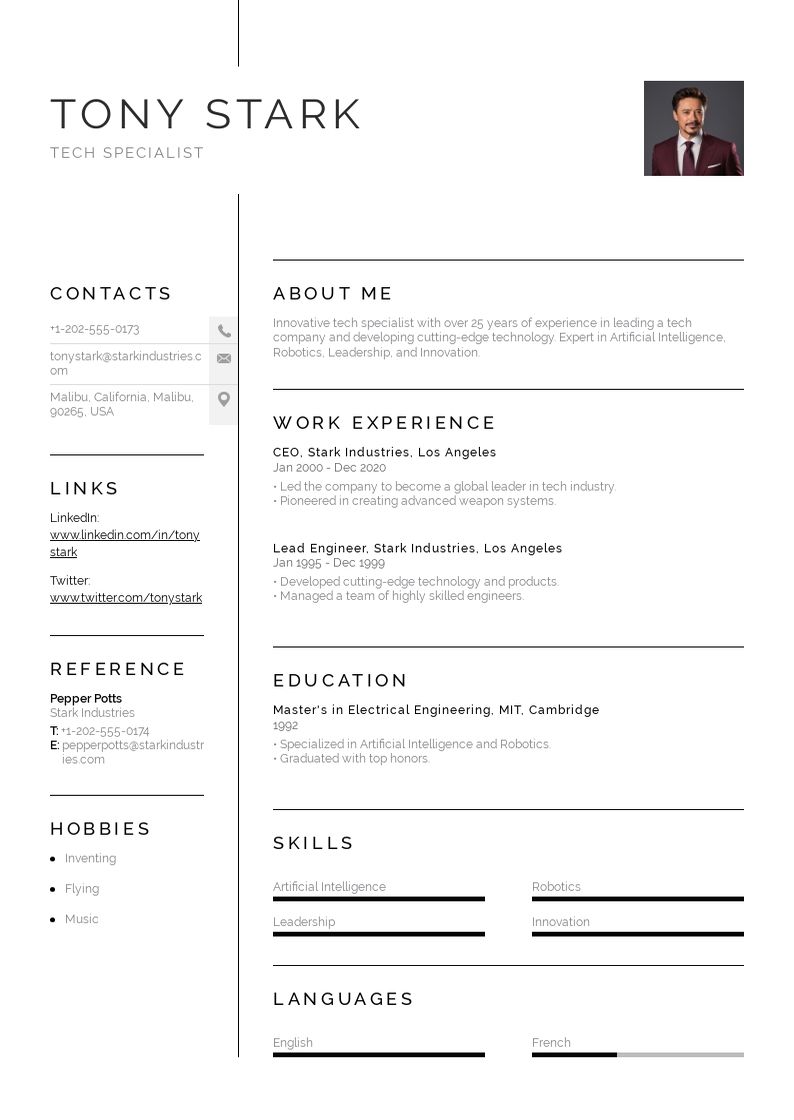 TONY STARK
TECH SPECIALIST
CONTACTS
+1-202-555-0173
tonystark@starkindustries.c
om
Malibu, California, Malibu,
90265, USA
LINKS
LinkedIn:
www.linkedin.com/in/tony
stark
Twitter:
www.twitter.com/tonystark
REFERENCE
Pepper Potts
Stark Industries
T: +1-202-555-0174
E: pepperpotts@starkindustr
ies.com
HOBBIES
• Inventing
• Flying
• Music
ABOUT ME
Innovative tech specialist with over 25 years of experience in leading a tech
company and developing cutting-edge technology. Expert in Artificial Intelligence,
Robotics, Leadership, and Innovation.
WORK EXPERIENCE
CEO, Stark Industries, Los Angeles
Jan 2000 - Dec 2020
• Led the company to become a global leader in tech industry.
• Pioneered in creating advanced weapon systems.
Lead Engineer, Stark Industries, Los Angeles
Jan 1995 - Dec 1999
• Developed cutting-edge technology and products.
• Managed a team of highly skilled engineers.
EDUCATION
Master's in Electrical Engineering, MIT, Cambridge
1992
• Specialized in Artificial Intelligence and Robotics.
• Graduated with top honors.
SKILLS
Artificial Intelligence
Robotics
Leadership
Innovation
LANGUAGES
English
French